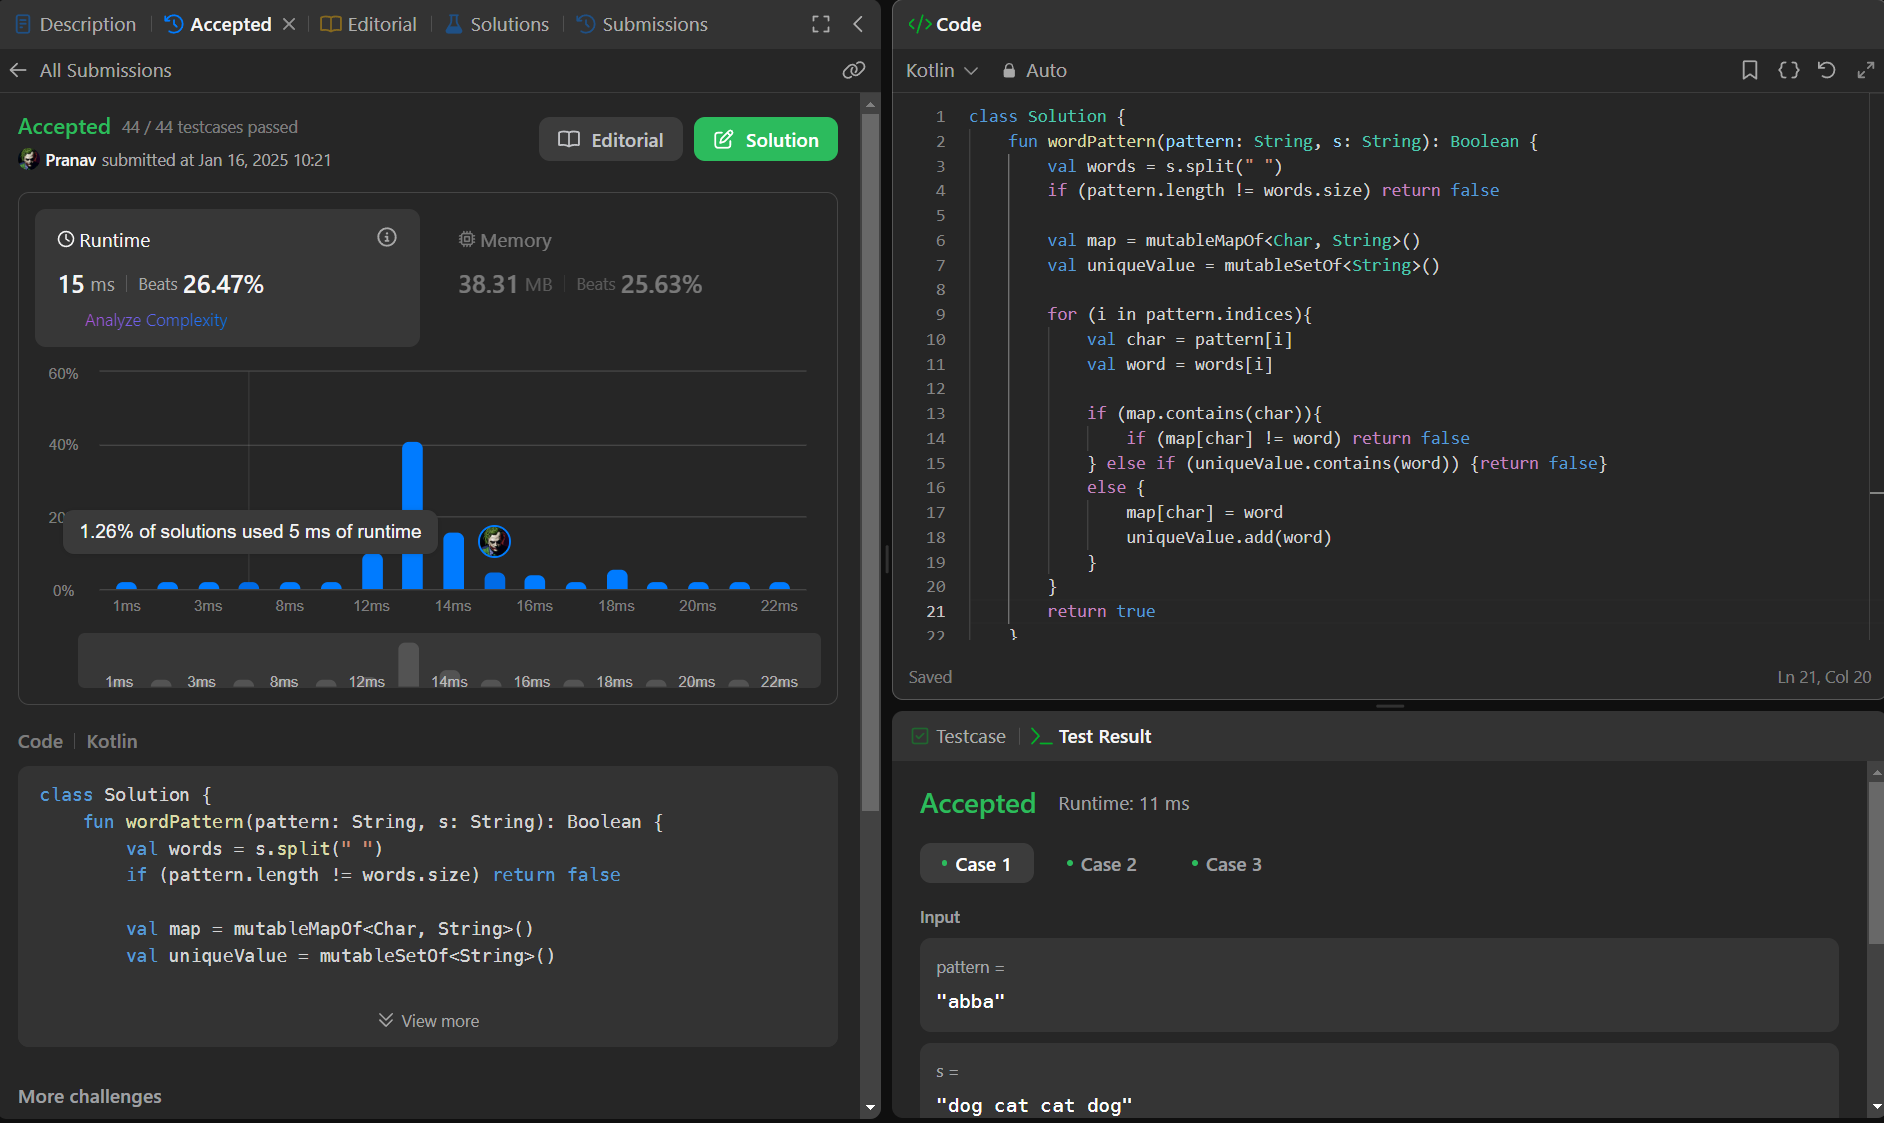 Description
Accepted
Editorial
Solutions
Submissions
All Submissions
Accepted 44 / 44 testcases passed
Pranav submitted at Jan 16, 2025 10:21
Editorial
Solution
Runtime
15 ms Beats 26.47%
Analyze Complexity
Memory
38.31 MB Beats 25.63%
60%
40%
20
1.26% of solutions used 5 ms of runtime
0%
1ms 3ms 8ms 12ms 14ms 16ms 18ms 20ms 22ms
1ms 3ms 8ms 12ms 14ms 16ms 18ms 20ms 22ms
Code Kotlin
class Solution {
    fun wordPattern(pattern: String, s: String): Boolean {
        val words = s.split(" ")
        if (pattern.length != words.size) return false
        val map = mutableMapOf<Char, String>()
        val uniqueValue = mutableSetOf<String>()
View more
More challenges
</> Code
Kotlin Auto
1 class Solution {
2     fun wordPattern(pattern: String, s: String): Boolean {
3         val words = s.split(" ")
4         if (pattern.length != words.size) return false
5
6         val map = mutableMapOf<Char, String>()
7         val uniqueValue = mutableSetOf<String>()
8
9         for (i in pattern.indices){
10             val char = pattern[i]
11             val word = words[i]
12
13             if (map.contains(char)){
14                 if (map[char] != word) return false
15             } else if (uniqueValue.contains(word)) {return false}
16             else {
17                 map[char] = word
18                 uniqueValue.add(word)
19             }
20         }
21         return true
22     }
Saved
Ln 21, Col 20
Testcase
>_ Test Result
Accepted Runtime: 11 ms
Case 1
Case 2
Case 3
Input
pattern =
"abba"
s =
"dog cat cat dog"